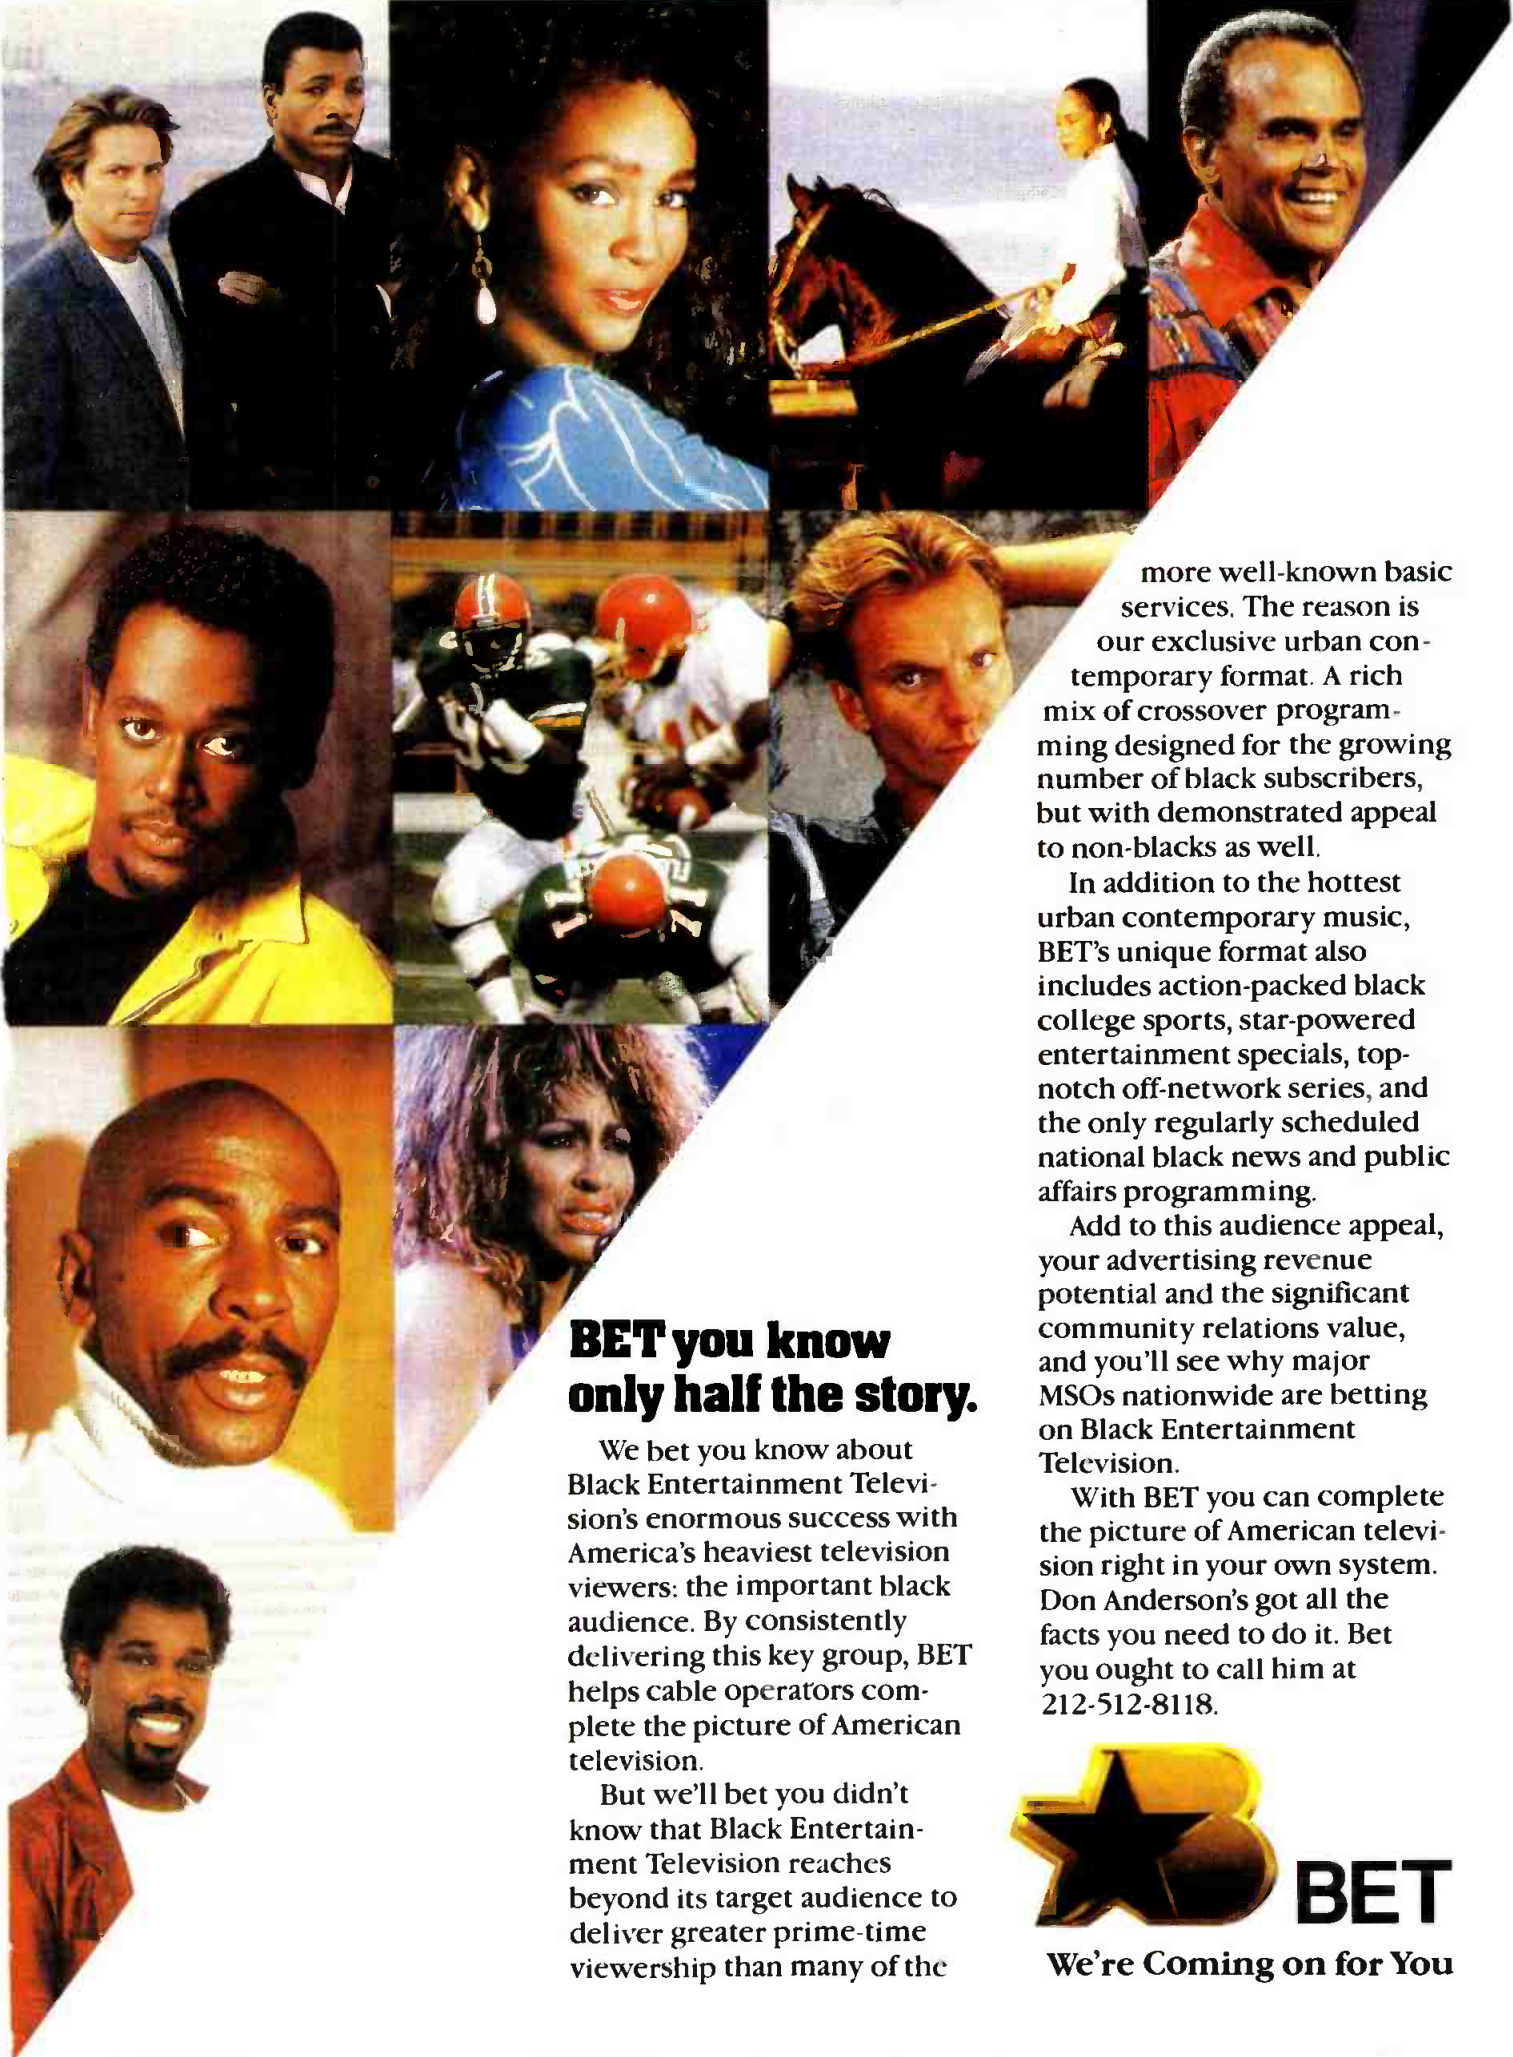 BET you know
only half the story.
We bet you know about
Black Entertainment Televi-
sion's enormous success with
America's heaviest television
viewers: the important black
audience. By consistently
delivering this key group, BET
helps cable operators com-
plete the picture of American
television.
But we'll bet you didn't
know that Black Entertain-
ment Television reaches
beyond its target audience to
deliver greater prime-time
viewership than many of the
more well-known basic
services. The reason is
our exclusive urban con-
temporary format. A rich
mix of crossover program-
ming designed for the growing
number of black subscribers,
but with demonstrated appeal
to non-blacks as well.
In addition to the hottest
urban contemporary music,
BET's unique format also
includes action-packed black
college sports, star-powered
entertainment specials, top-
notch off-network series, and
the only regularly scheduled
national black news and public
affairs programming.
Add to this audience appeal,
your advertising revenue
potential and the significant
community relations value,
and you'll see why major
MSOs nationwide are betting
on Black Entertainment
Television.
With BET you can complete
the picture of American televi-
sion right in your own system.
Don Anderson's got all the
facts you need to do it. Bet
you ought to call him at
212-512-8118.
BET
We're Coming on for You